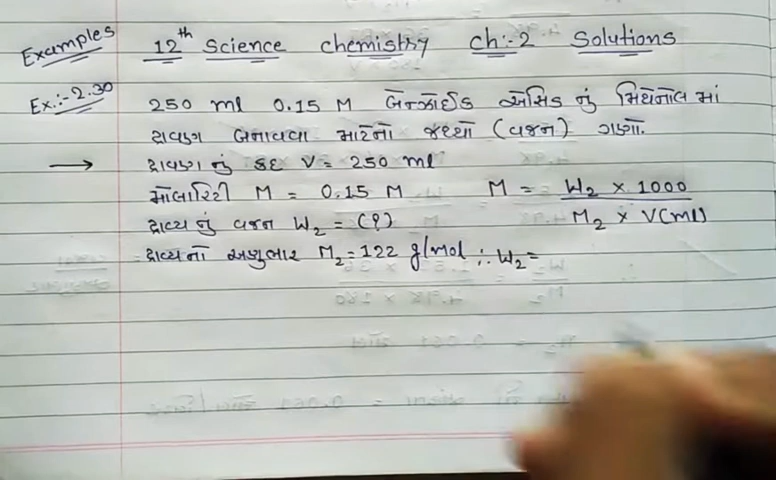 Examples 12th Science chemistry Ch:-2 Solutions
Ex.:-2.30 250 ml 0.15 M બેન્ઝોઈક એસિડ નું મિથેનોલ માં
દ્રાવણ બનાવવા માટેનો જથ્થો (વજન) ગણો.
→ દ્રાવણ નું કદ V = 250 ml
મોલારિટી M = 0.15 M M = W₂ × 1000 / M₂ × V(ml)
દ્રાવ્ય નું વજન W₂ = (?)
દ્રાવ્યનો અણુભાર M₂ = 122 g/mol ∴ W₂ =